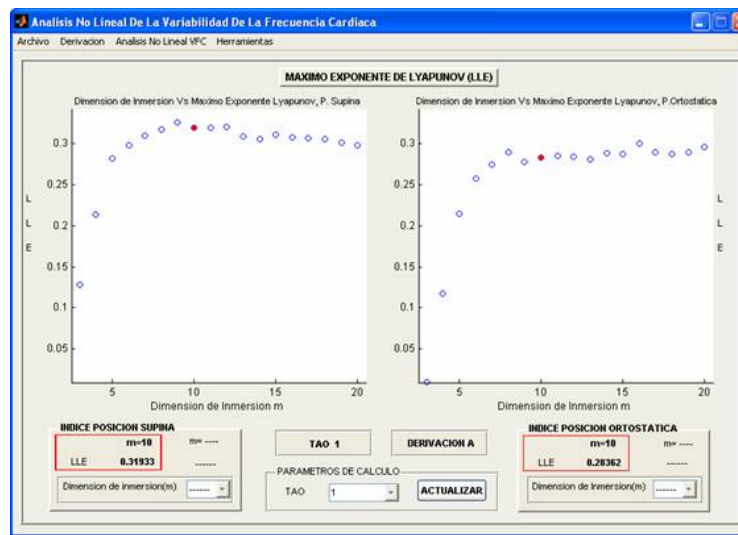 Analisis No Lineal De La Variabilidad De La Frecuencia Cardiaca
Archivo Derivacion Analisis No Lineal VFC Herramientas
MAXIMO EXPONENTE DE LYAPUNOV (LLE)
Dimension de Inmersion Vs Maximo Exponente Lyapunov, P. Supina
Dimension de Inmersion Vs Maximo Exponente Lyapunov, P.Ortostatica
0.3
0.25
0.2
0.15
0.1
0.05
L
L
E
5 10 15 20
Dimension de Inmersion m
0.3
0.25
0.2
0.15
0.1
0.05
L
L
E
5 10 15 20
Dimension de Inmersion m
INDICE POSICION SUPINA
m=10 m= ----
LLE 0.31933 ------
Dimension de inmersion(m) ------
TAO 1
DERIVACION A
PARAMETROS DE CALCULO
TAO 1 ACTUALIZAR
INDICE POSICION ORTOSTATICA
m=10 m= ----
LLE 0.28362 ------
Dimension de Inmersion(m) ------